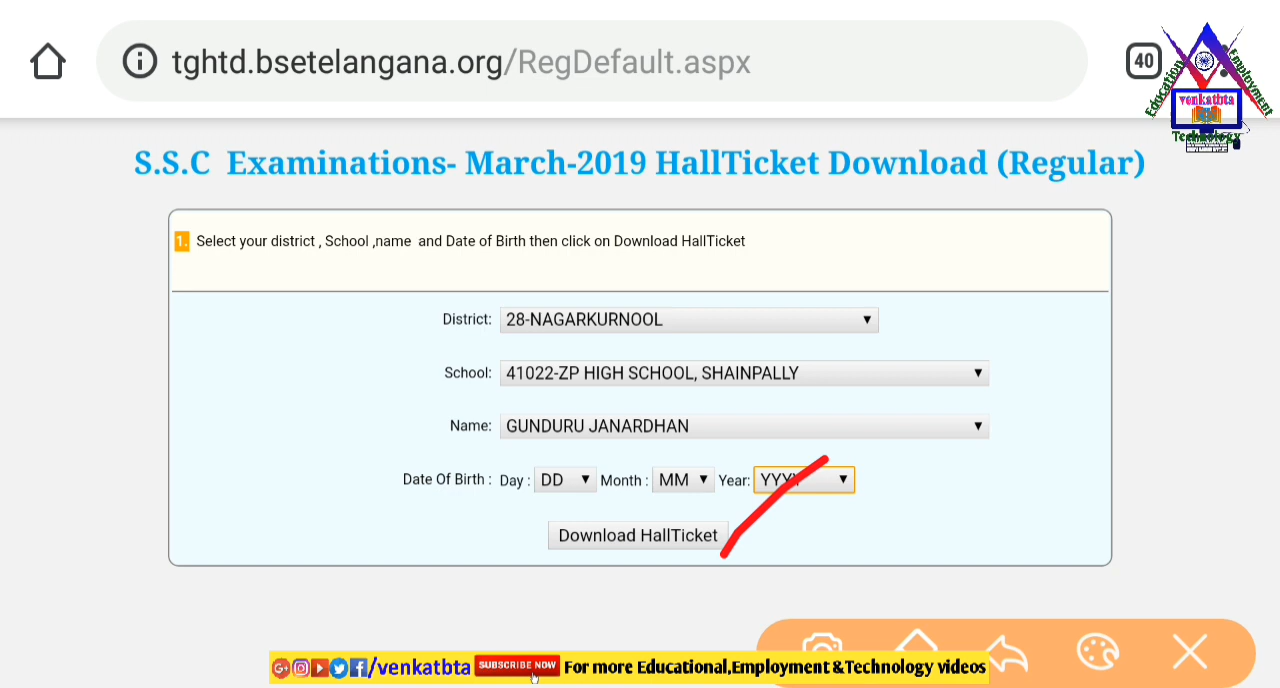 tghtd.bsetelangana.org/RegDefault.aspx
40
Education Employment
venkatbta
Technology
S.S.C Examinations- March-2019 HallTicket Download (Regular)
1. Select your district , School ,name and Date of Birth then click on Download HallTicket
District: 28-NAGARKURNOOL
School: 41022-ZP HIGH SCHOOL, SHAINPALLY
Name: GUNDURU JANARDHAN
Date Of Birth : Day : DD Month : MM Year: YYYY
Download HallTicket
/venkatbta SUBSCRIBE NOW For more Educational,Employment &Technology videos